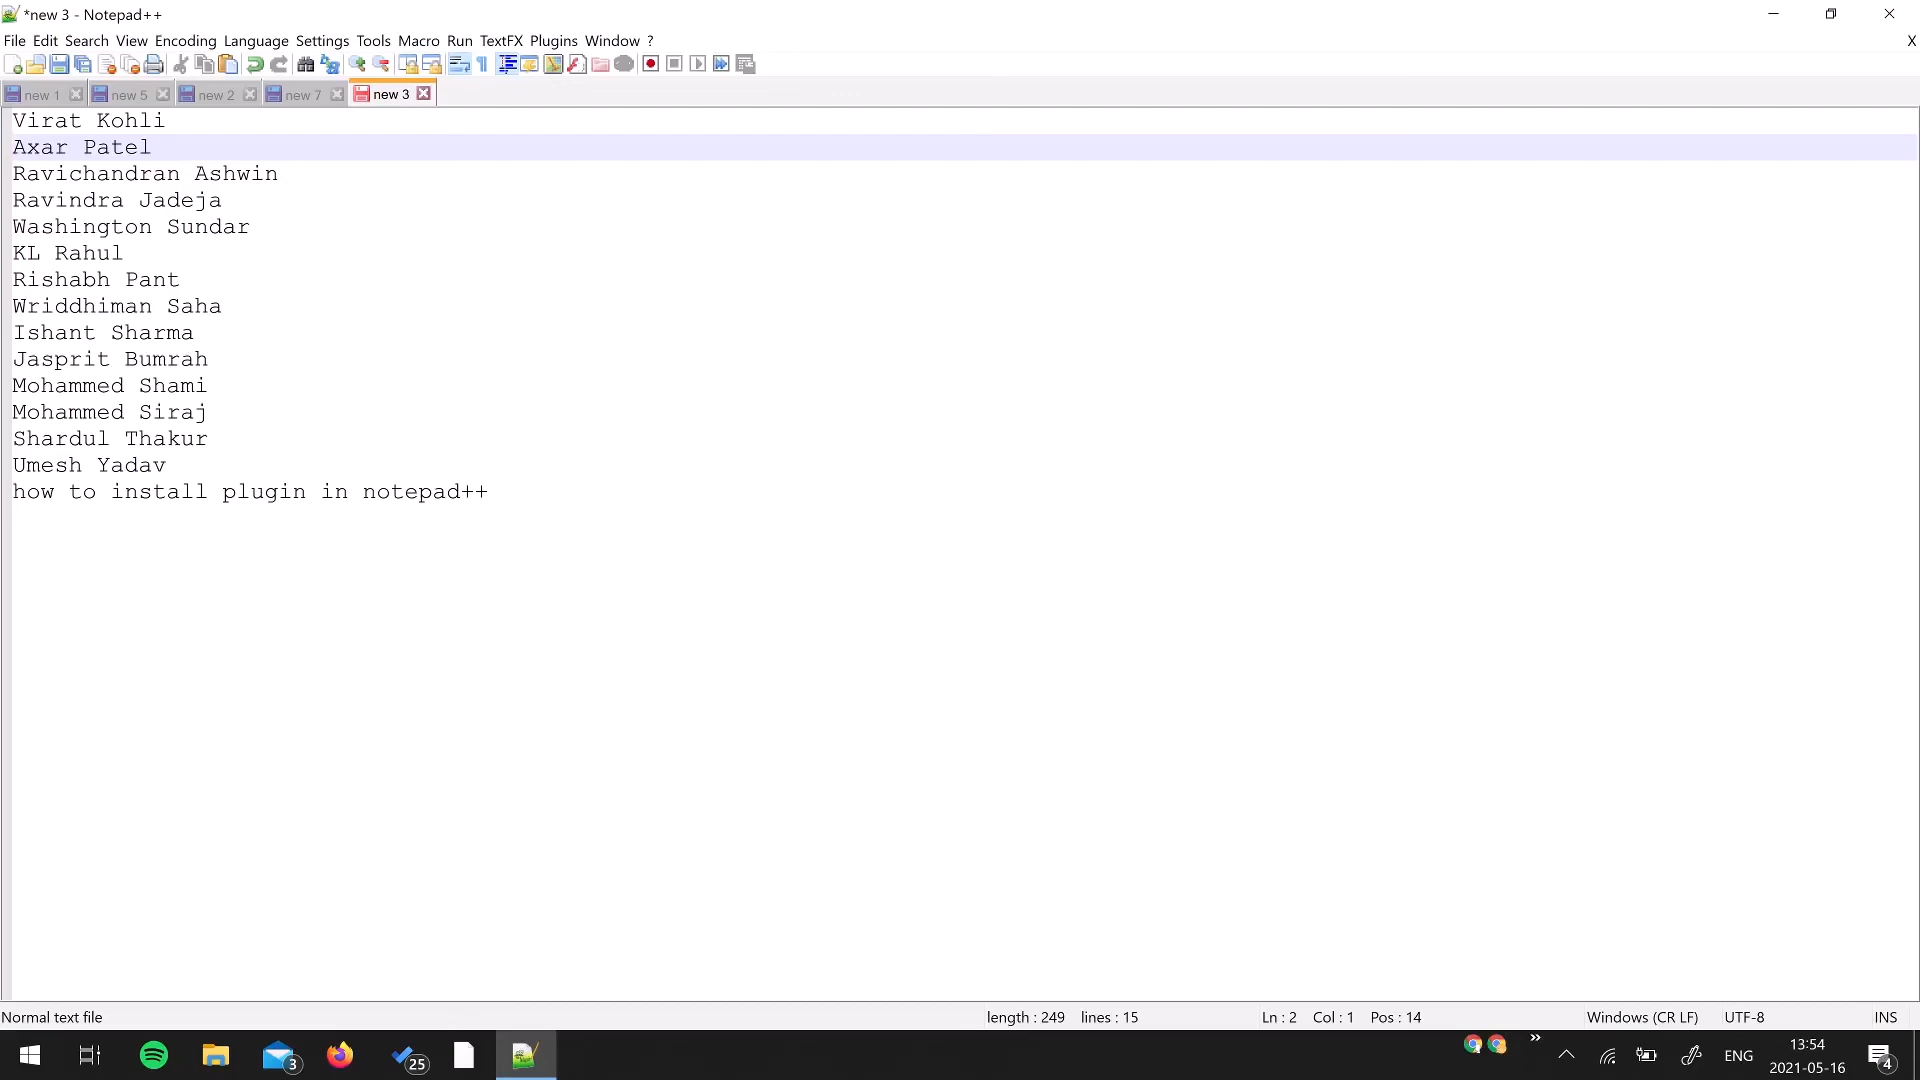 *new 3 - Notepad++
File Edit Search View Encoding Language Settings Tools Macro Run TextFX Plugins Window ?
X
new 1 new 5 new 2 new 7 new 3
Virat Kohli
Axar Patel
Ravichandran Ashwin
Ravindra Jadeja
Washington Sundar
KL Rahul
Rishabh Pant
Wriddhiman Saha
Ishant Sharma
Jasprit Bumrah
Mohammed Shami
Mohammed Siraj
Shardul Thakur
Umesh Yadav
how to install plugin in notepad++
Normal text file length : 249 lines : 15 Ln : 2 Col : 1 Pos : 14 Windows (CR LF) UTF-8 INS
3 25 ENG 13:54 4
2021-05-16